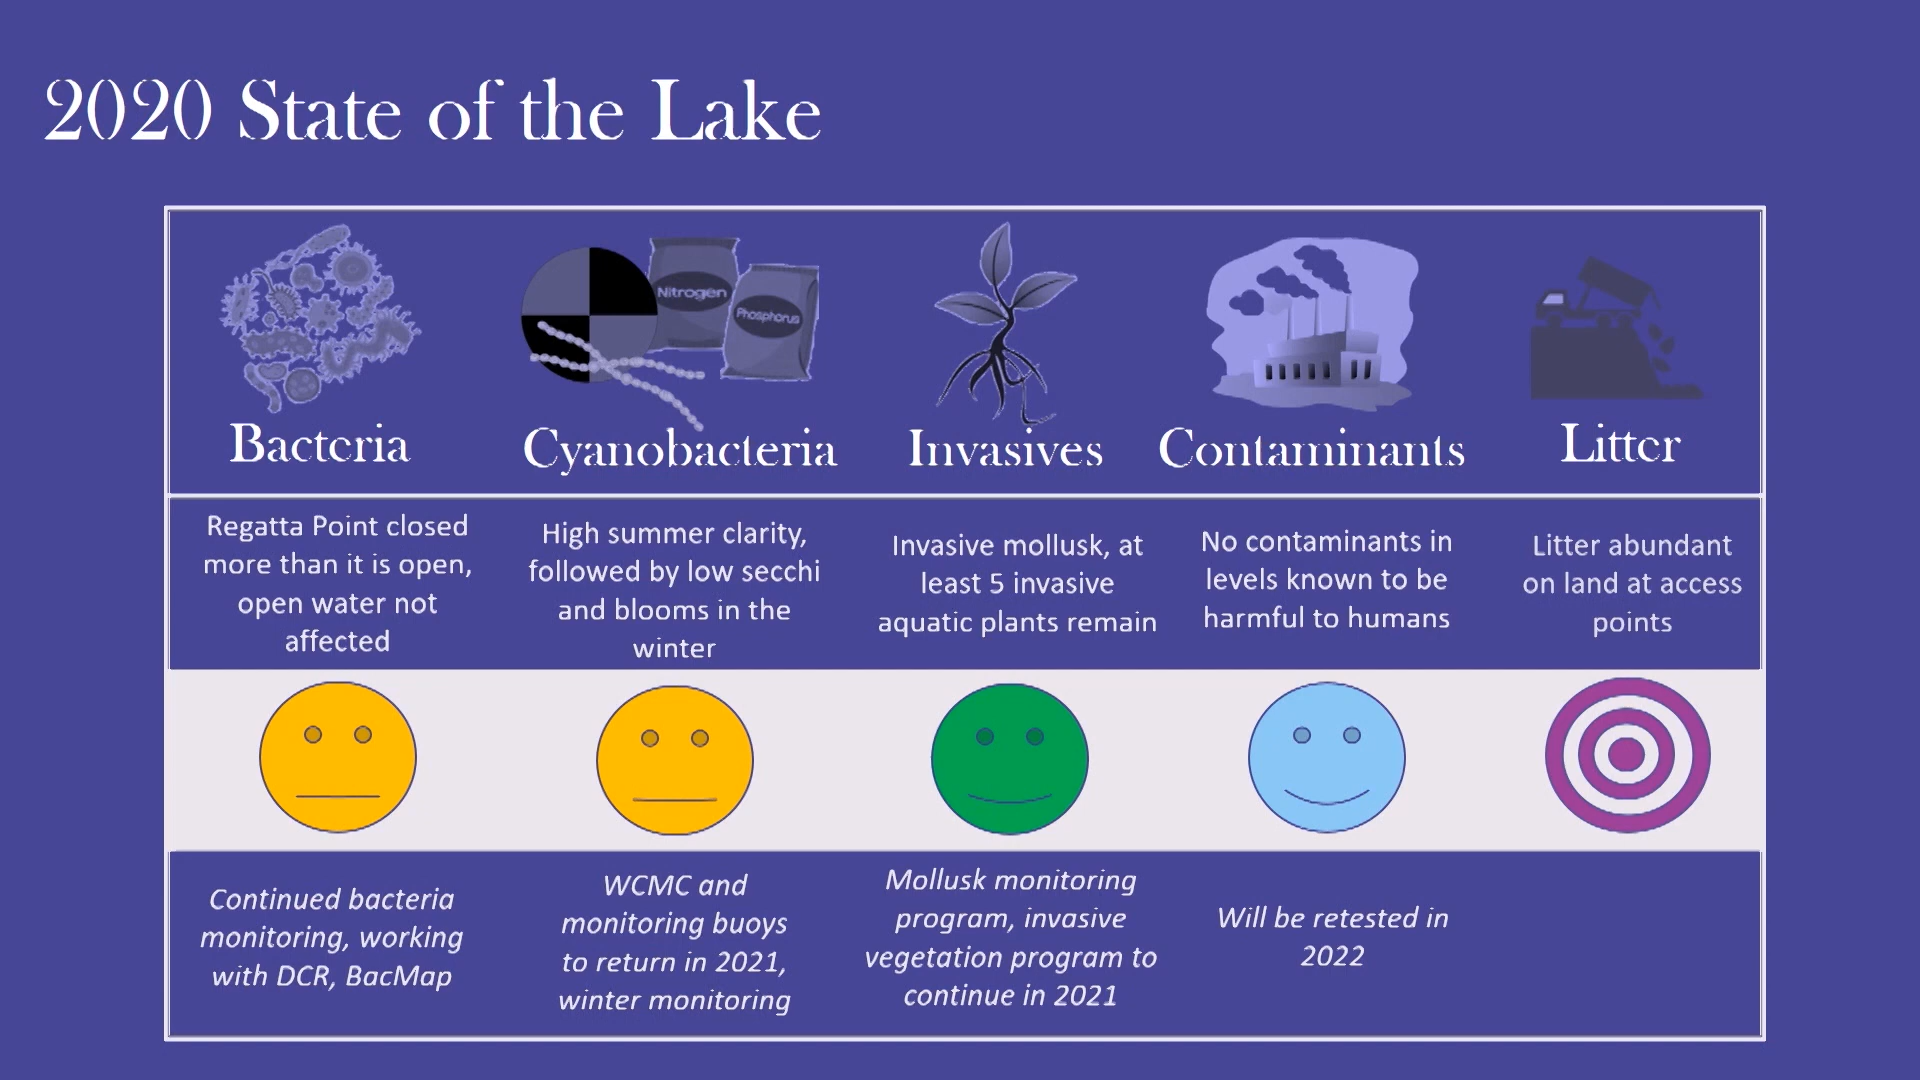 2020 State of the Lake
Nitrogen
Phosphorus
Bacteria
Cyanobacteria
Invasives
Contaminants
Litter
Regatta Point closed
more than it is open,
open water not
affected
High summer clarity,
followed by low secchi
and blooms in the
winter
Invasive mollusk, at
least 5 invasive
aquatic plants remain
No contaminants in
levels known to be
harmful to humans
Litter abundant
on land at access
points
Continued bacteria
monitoring, working
with DCR, BacMap
WCMC and
monitoring buoys
to return in 2021,
winter monitoring
Mollusk monitoring
program, invasive
vegetation program to
continue in 2021
Will be retested in
2022